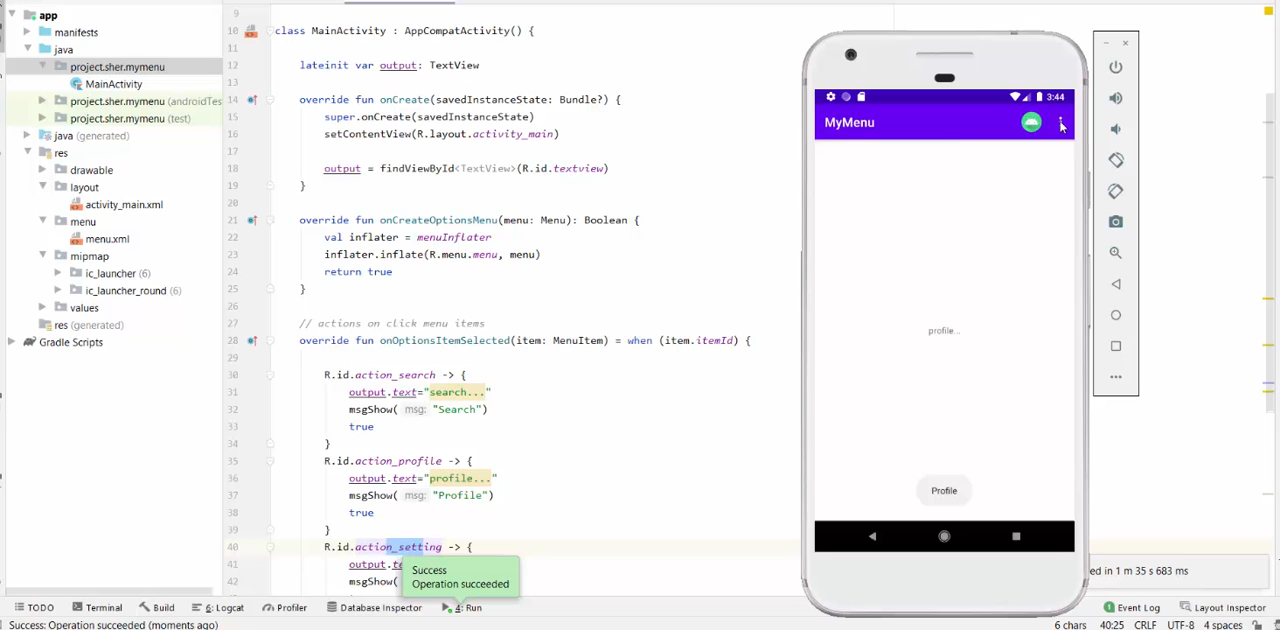 app
manifests
java
project.sher.mymenu
MainActivity
project.sher.mymenu (androidTes
project.sher.mymenu (test)
java (generated)
res
drawable
layout
activity_main.xml
menu
menu.xml
mipmap
ic_launcher (6)
ic_launcher_round (6)
values
res (generated)
Gradle Scripts
9
10 class MainActivity : AppCompatActivity() {
11
12 lateinit var output: TextView
13
14 override fun onCreate(savedInstanceState: Bundle?) {
15 super.onCreate(savedInstanceState)
16 setContentView(R.layout.activity_main)
17
18 output = findViewById<TextView>(R.id.textview)
19 }
20
21 override fun onCreateOptionsMenu(menu: Menu): Boolean {
22 val inflater = menuInflater
23 inflater.inflate(R.menu.menu, menu)
24 return true
25 }
26
27 // actions on click menu items
28 override fun onOptionsItemSelected(item: MenuItem) = when (item.itemId) {
29
30 R.id.action_search -> {
31 output.text="search..."
32 msgShow( msg: "Search")
33 true
34 }
35 R.id.action_profile -> {
36 output.text="profile..."
37 msgShow( msg: "Profile")
38 true
39 }
40 R.id.action_setting -> {
41 output.te
42 msgShow(
Success
Operation succeeded
3:44
MyMenu
profile...
Profile
ed in 1 m 35 s 683 ms
TODO Terminal Build 6: Logcat Profiler Database Inspector 4: Run Event Log Layout Inspector
Success: Operation succeeded (moments ago) 6 chars 40:25 CRLF UTF-8 4 spaces